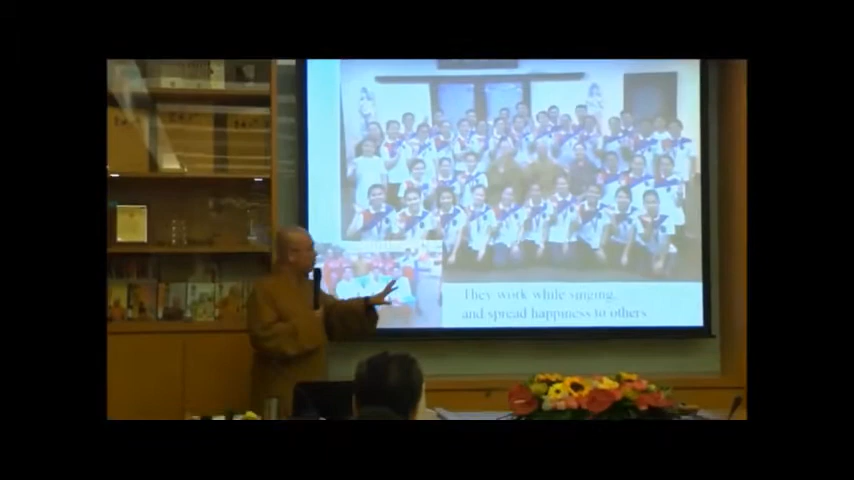 They work while singing,
and spread happiness to others.